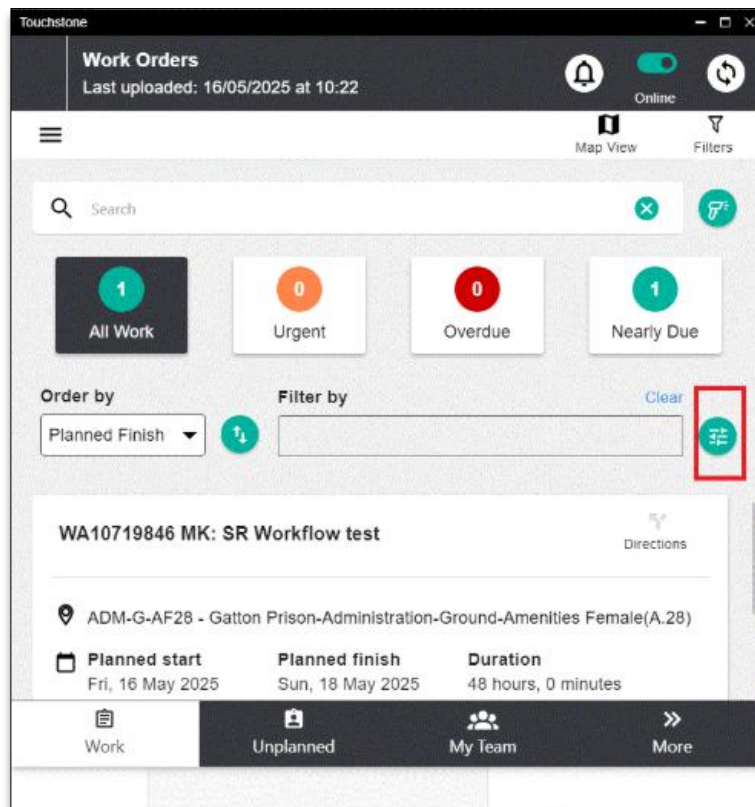 Touchstone
Work Orders
Last uploaded: 16/05/2025 at 10:22
Online
Map View
Filters
Search
1
All Work
0
Urgent
0
Overdue
1
Nearly Due
Order by
Filter by
Clear
Planned Finish
WA10719846 MK: SR Workflow test
Directions
ADM-G-AF28 - Gatton Prison-Administration-Ground-Amenities Female(A.28)
Planned start
Planned finish
Duration
Fri, 16 May 2025
Sun, 18 May 2025
48 hours, 0 minutes
Work
Unplanned
My Team
More